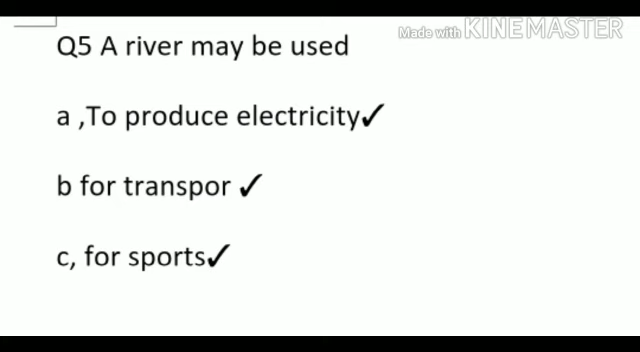 Made with KINEMASTER
Q5 A river may be used
a ,To produce electricity✓
b for transpor ✓
c, for sports✓